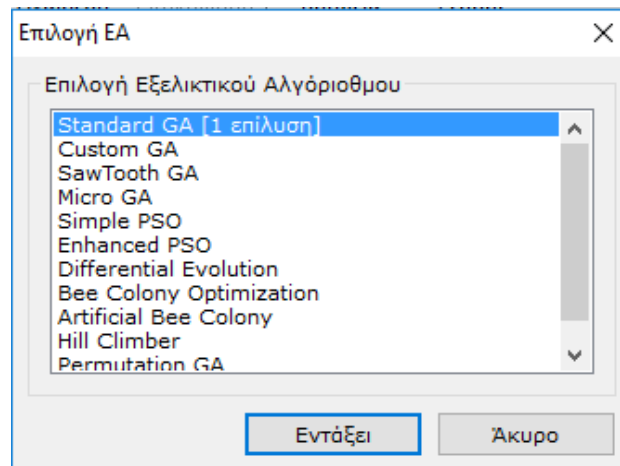 Επιλογή ΕΑ
Επιλογή Εξελικτικού Αλγόριοθμου
Standard GA [1 επίλυση]
Custom GA
SawTooth GA
Micro GA
Simple PSO
Enhanced PSO
Differential Evolution
Bee Colony Optimization
Artificial Bee Colony
Hill Climber
Permutation GA
Εντάξει Άκυρο